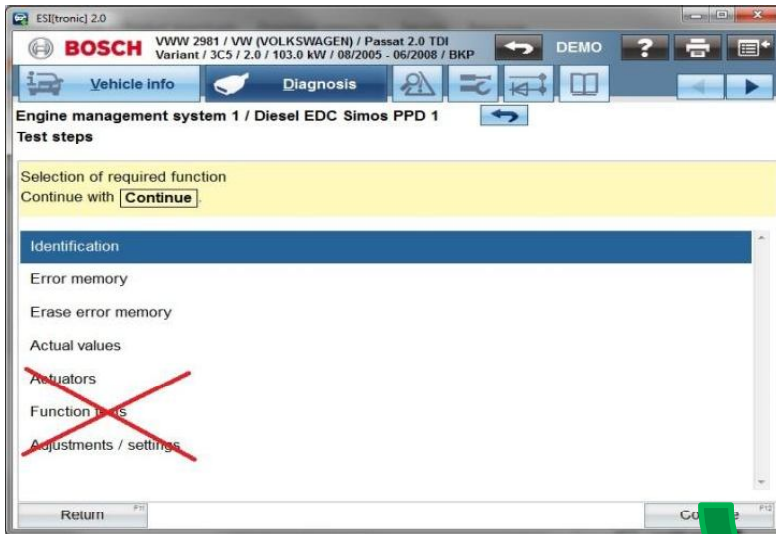 ESI[tronic] 2.0
BOSCH
VWW 2981 / VW (VOLKSWAGEN) / Passat 2.0 TDI
Variant / 3C5 / 2.0 / 103.0 kW / 08/2005 - 06/2008 / BKP
DEMO
?
Vehicle info
Diagnosis
Engine management system 1 / Diesel EDC Simos PPD 1
Test steps
Selection of required function
Continue with Continue.
Identification
Error memory
Erase error memory
Actual values
Actuators
Function tests
Adjustments / settings
Return F11
F12